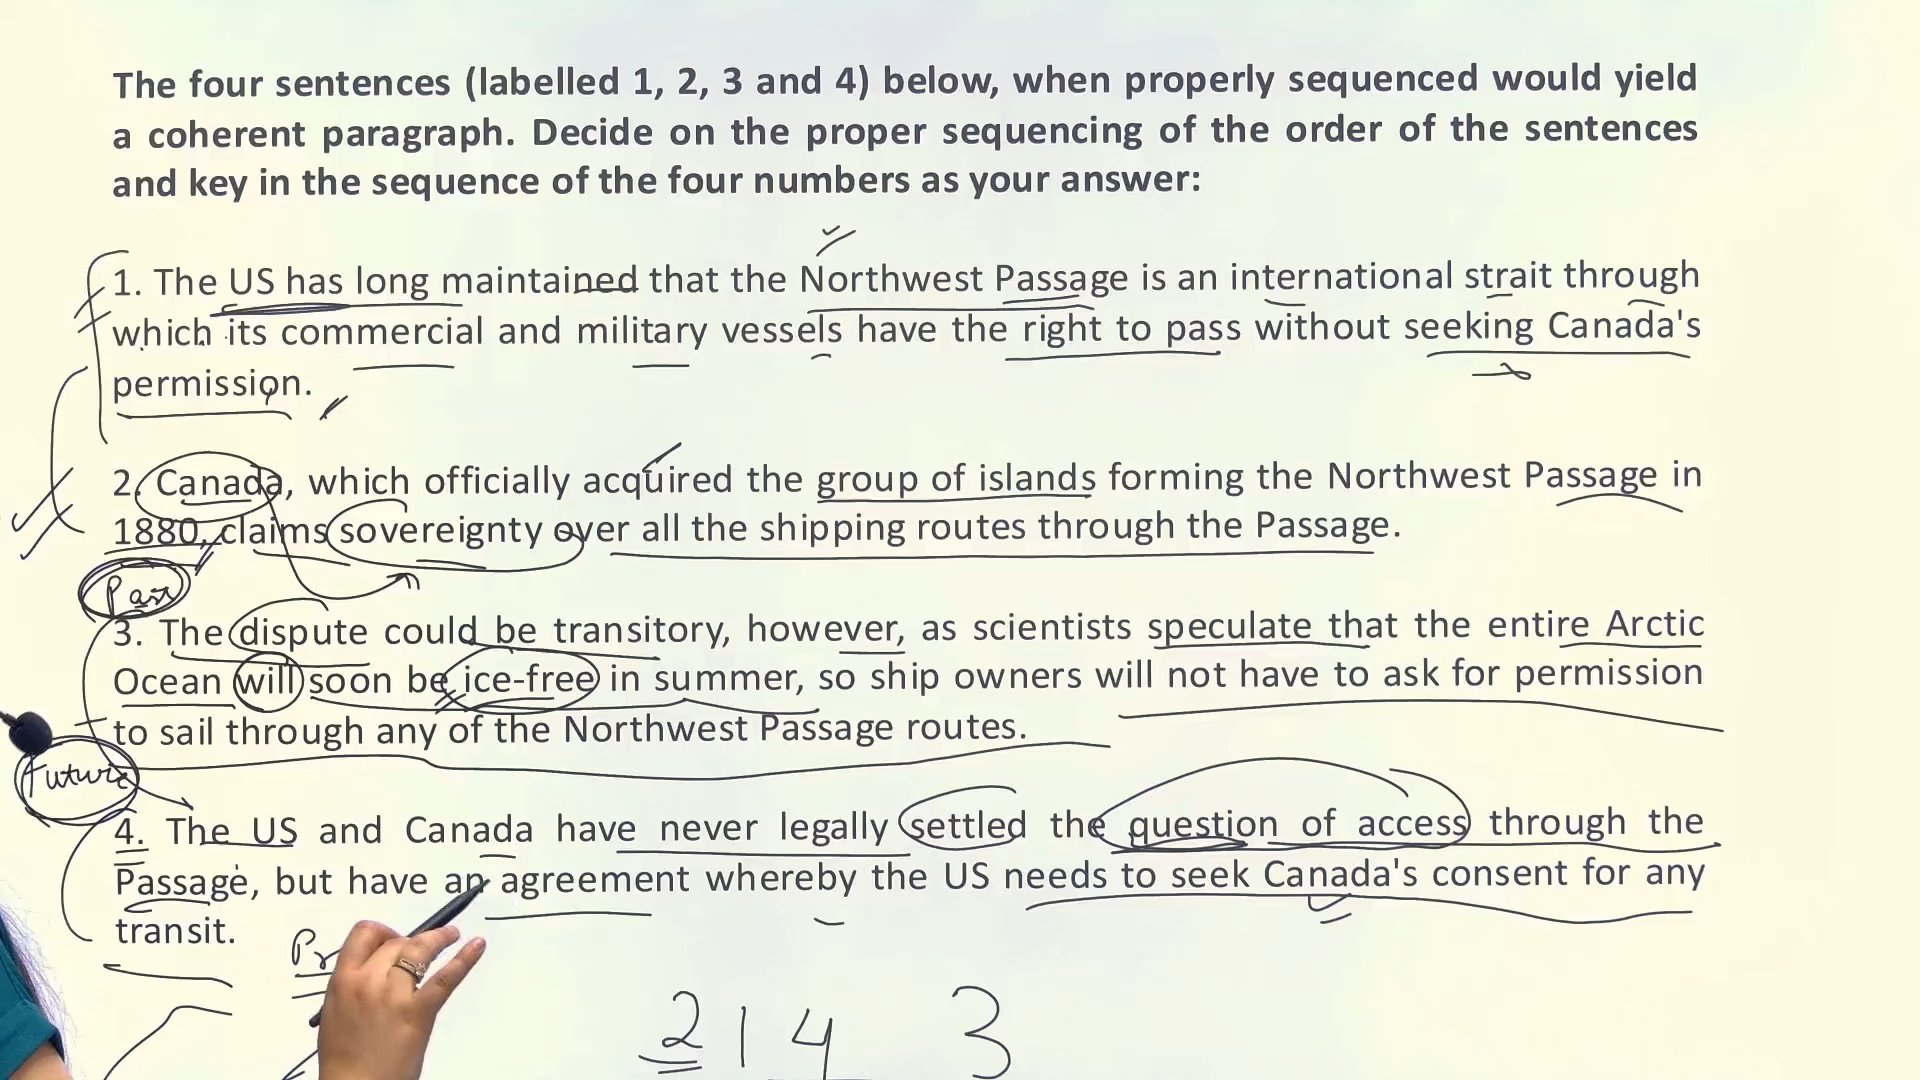 The four sentences (labelled 1, 2, 3 and 4) below, when properly sequenced would yield
a coherent paragraph. Decide on the proper sequencing of the order of the sentences
and key in the sequence of the four numbers as your answer:
1. The US has long maintained that the Northwest Passage is an international strait through
which its commercial and military vessels have the right to pass without seeking Canada's
permission.
2. Canada, which officially acquired the group of islands forming the Northwest Passage in
1880, claims sovereignty over all the shipping routes through the Passage.
Past
3. The dispute could be transitory, however, as scientists speculate that the entire Arctic
Ocean will soon be ice-free in summer, so ship owners will not have to ask for permission
to sail through any of the Northwest Passage routes.
Future
4. The US and Canada have never legally settled the question of access through the
Passage, but have an agreement whereby the US needs to seek Canada's consent for any
transit.
Pr
2 1 4 3